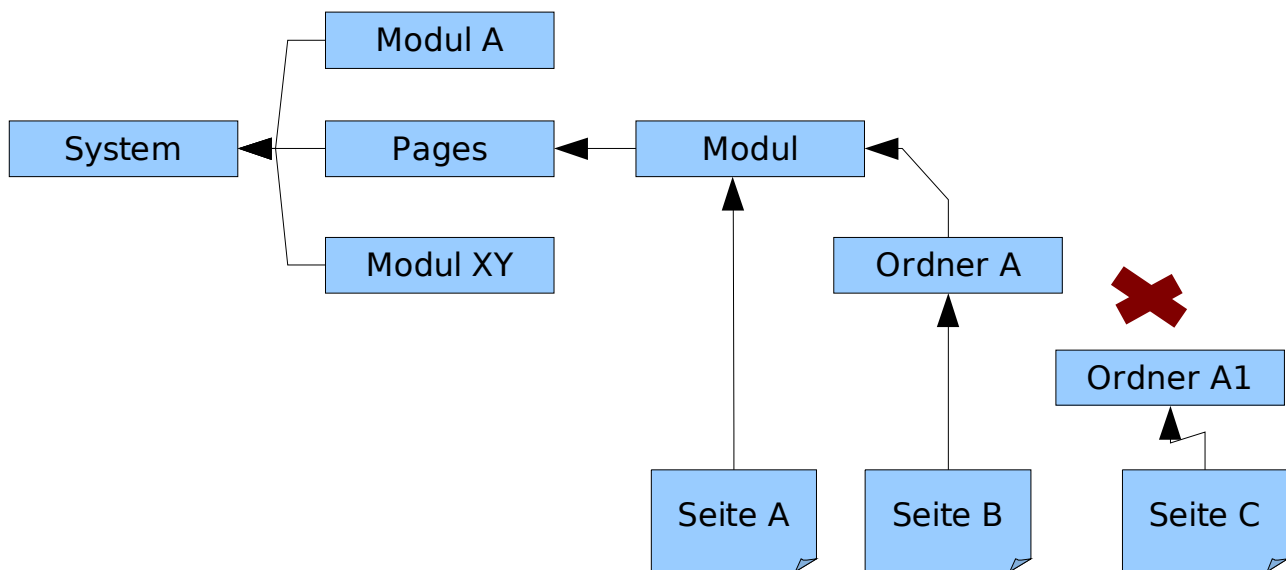 Modul A
System
Pages
Modul
Modul XY
Ordner A
Ordner A1
Seite A
Seite B
Seite C